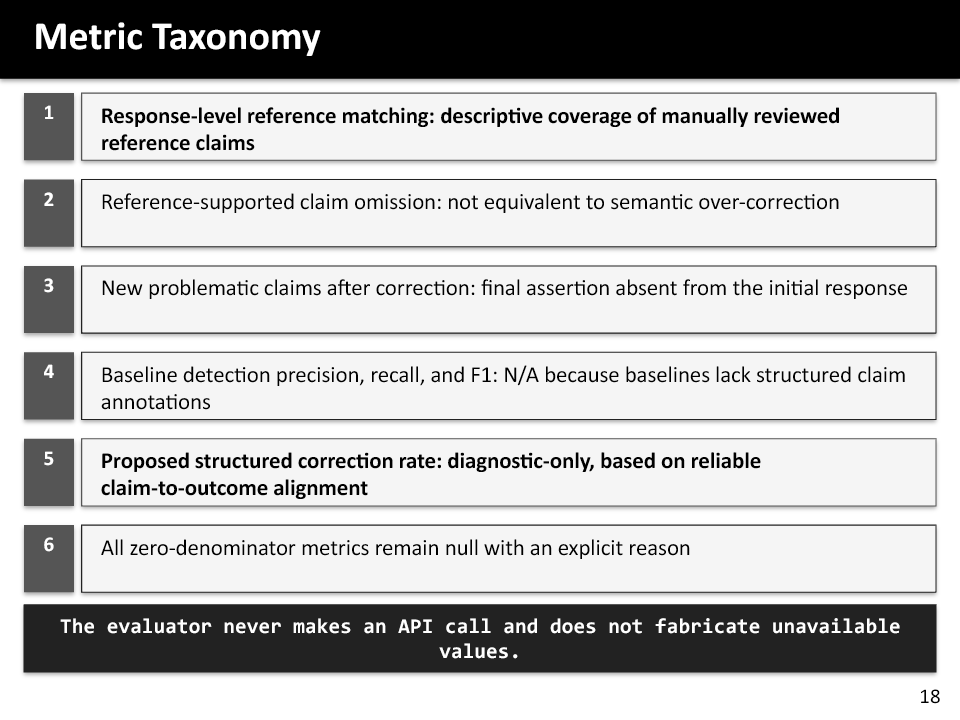 Metric Taxonomy
1
Response-level reference matching: descriptive coverage of manually reviewed
reference claims
2
Reference-supported claim omission: not equivalent to semantic over-correction
3
New problematic claims after correction: final assertion absent from the initial response
4
Baseline detection precision, recall, and F1: N/A because baselines lack structured claim
annotations
5
Proposed structured correction rate: diagnostic-only, based on reliable
claim-to-outcome alignment
6
All zero-denominator metrics remain null with an explicit reason
The evaluator never makes an API call and does not fabricate unavailable
values.
18